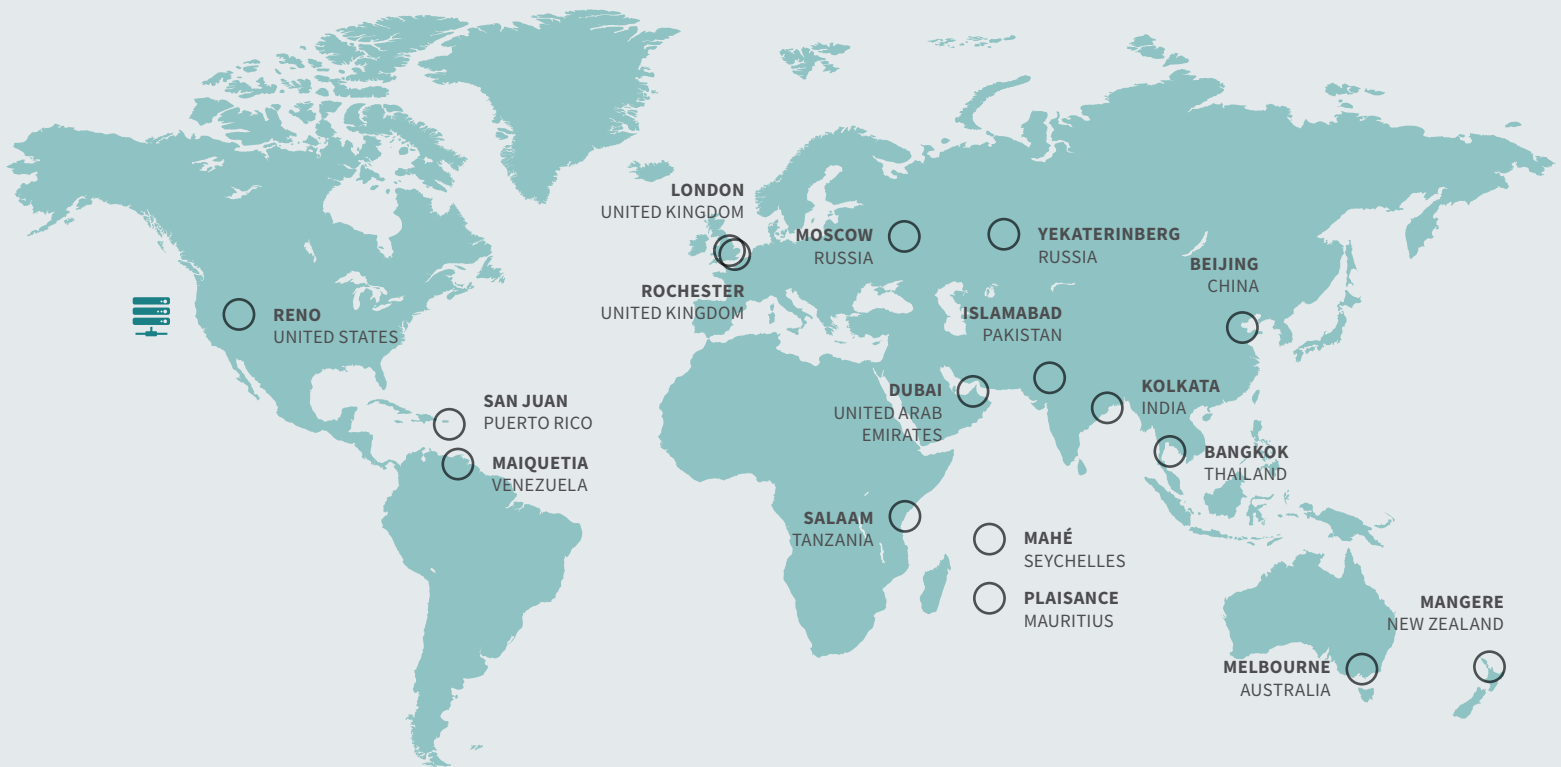 LONDON
UNITED KINGDOM
MOSCOW
RUSSIA
YEKATERINBERG
RUSSIA
BEIJING
CHINA
ROCHESTER
UNITED KINGDOM
RENO
UNITED STATES
ISLAMABAD
PAKISTAN
DUBAI
UNITED ARAB
EMIRATES
KOLKATA
INDIA
SAN JUAN
PUERTO RICO
MAIQUETIA
VENEZUELA
BANGKOK
THAILAND
SALAAM
TANZANIA
MAHÉ
SEYCHELLES
PLAISANCE
MAURITIUS
MANGERE
NEW ZEALAND
MELBOURNE
AUSTRALIA